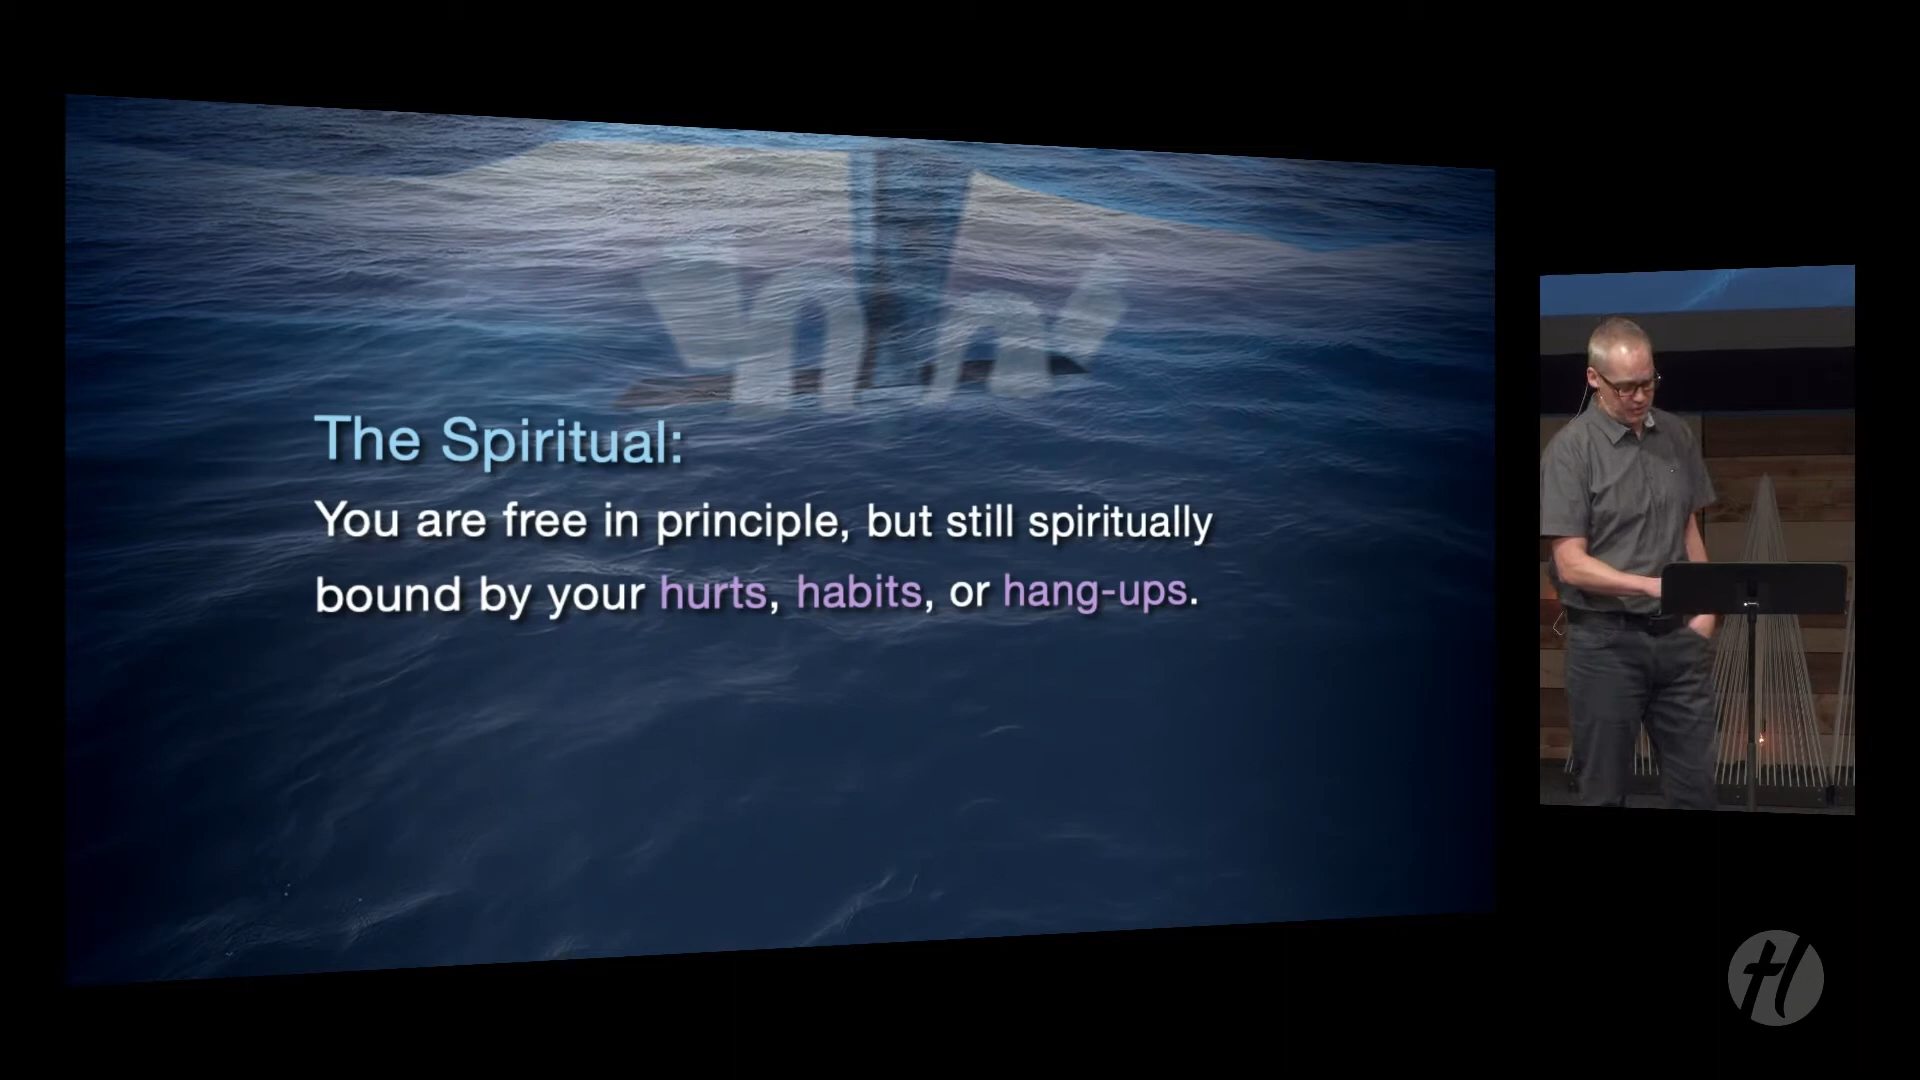 The Spiritual:
You are free in principle, but still spiritually
bound by your hurts, habits, or hang-ups.